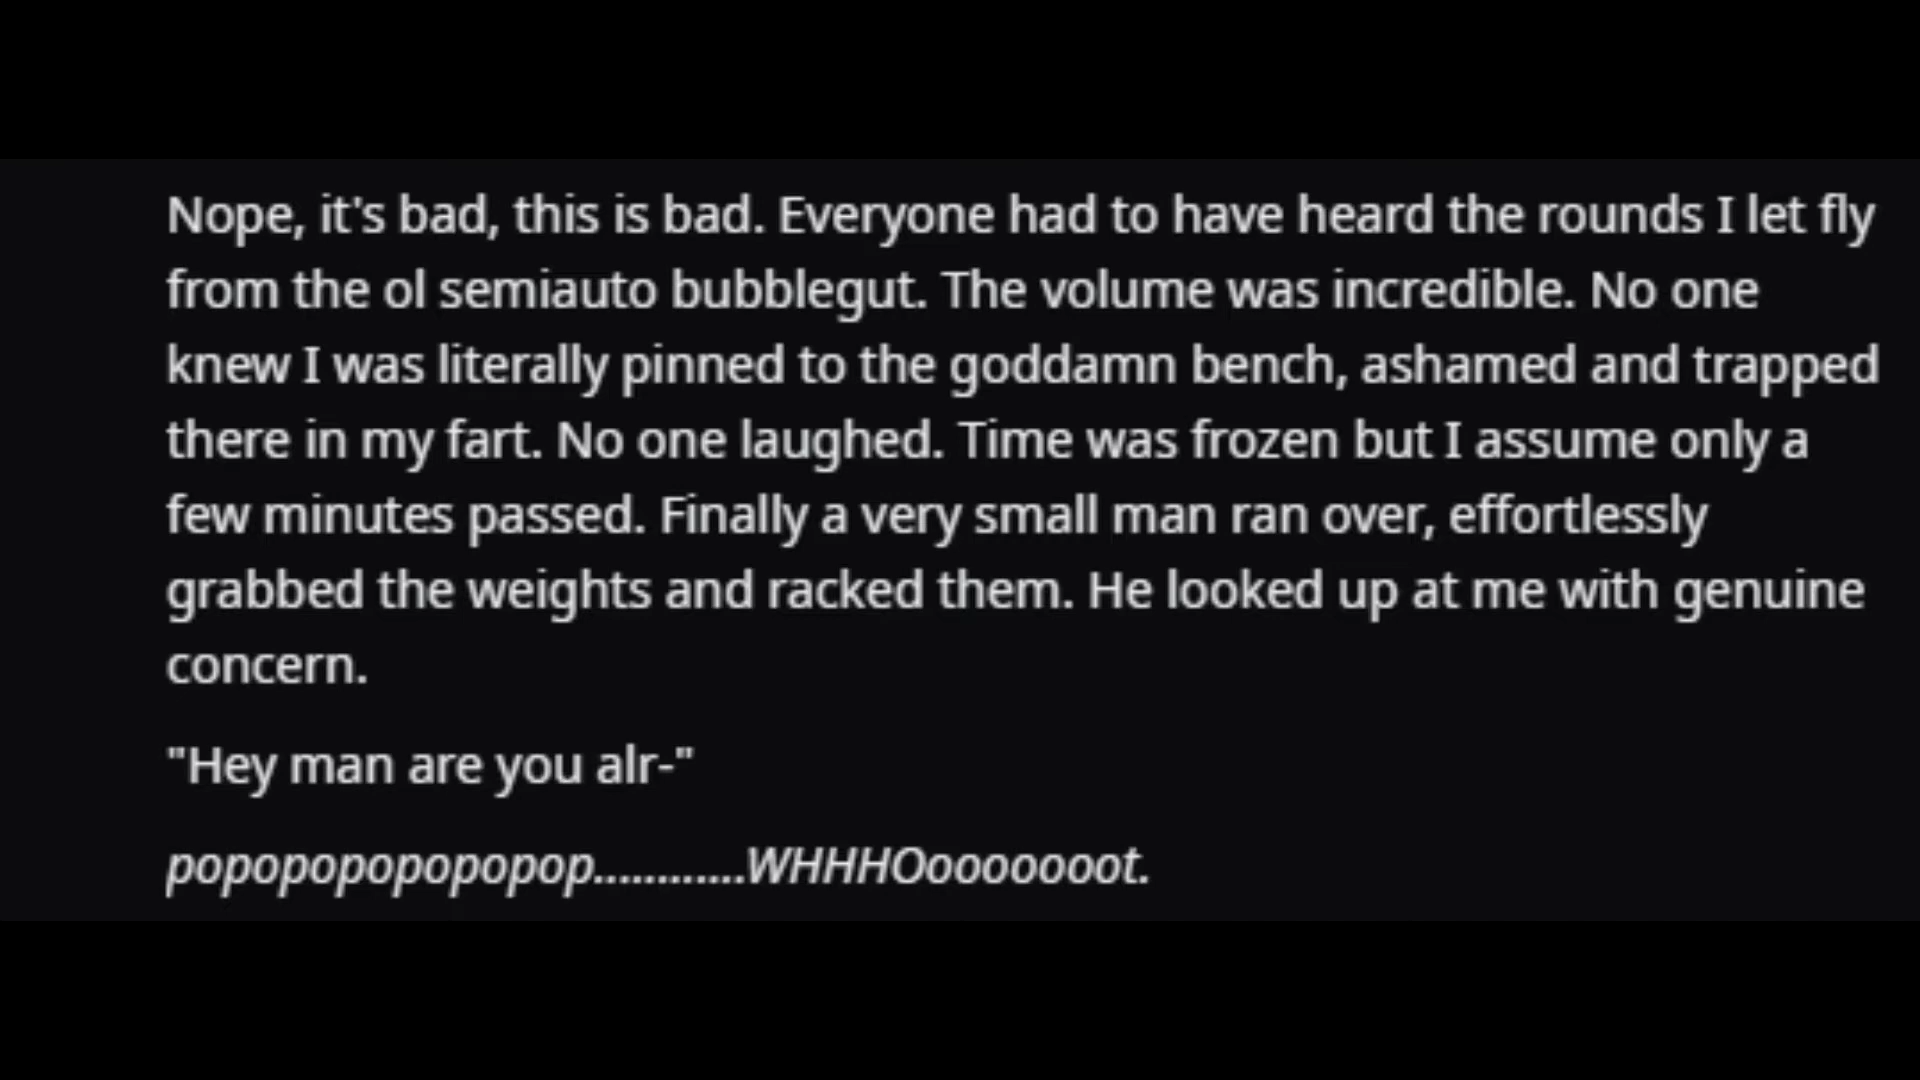 Nope, it's bad, this is bad. Everyone had to have heard the rounds I let fly
from the ol semiauto bubblegut. The volume was incredible. No one
knew I was literally pinned to the goddamn bench, ashamed and trapped
there in my fart. No one laughed. Time was frozen but I assume only a
few minutes passed. Finally a very small man ran over, effortlessly
grabbed the weights and racked them. He looked up at me with genuine
concern.
"Hey man are you alr-"
popopopopopopop............WHHHOooooooot.